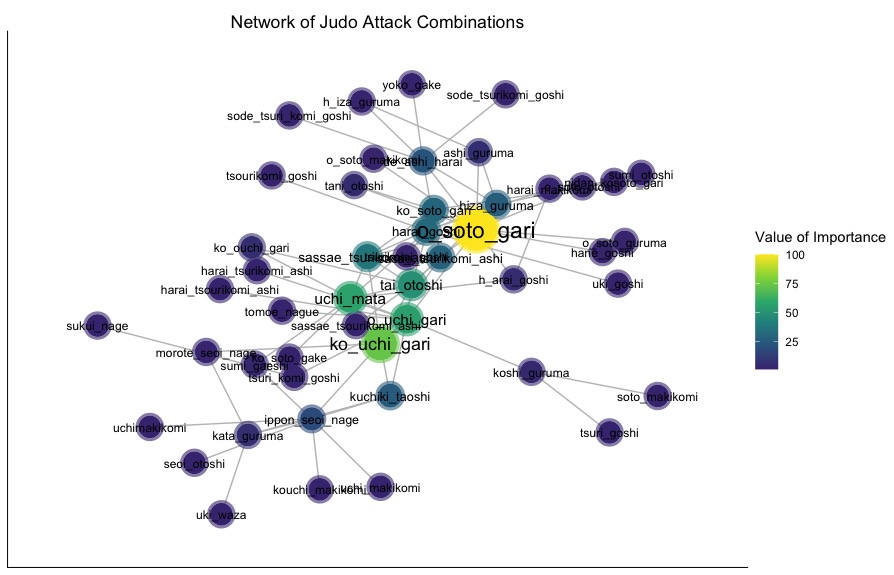 Network of Judo Attack Combinations
yoko_gake
h_iza_guruma
sode_tsurikomi_goshi
sode_tsuri_komi_goshi
ashi_guruma
o_soto_makikomi
de_ashi_harai
tsourikomi_goshi
tani_otoshi
sumi_otoshi
harai_makikomi
hiza_guruma
ko_soto_gari
harai_goshi
o_soto_gari
Value of Importance
100
75
50
25
o_soto_guruma
hane_goshi
ko_ouchi_gari
harai_tsurikomi_ashi
harai_tsourikomi_ashi
h_arai_goshi
uki_goshi
tai_otoshi
uchi_mata
tomoe_nague
o_uchi_gari
sassae_tsourikomi_ashi
sukui_nage
ko_uchi_gari
morote_seoi_nage
ko_soto_gake
sumi_gaeshi
tsuri_komi_goshi
koshi_guruma
soto_makikomi
kuchiki_taoshi
ippon_seoi_nage
uchimakikomi
kata_guruma
tsuri_goshi
seoi_otoshi
kouchi_makikomi
uchi_makikomi
uki_waza